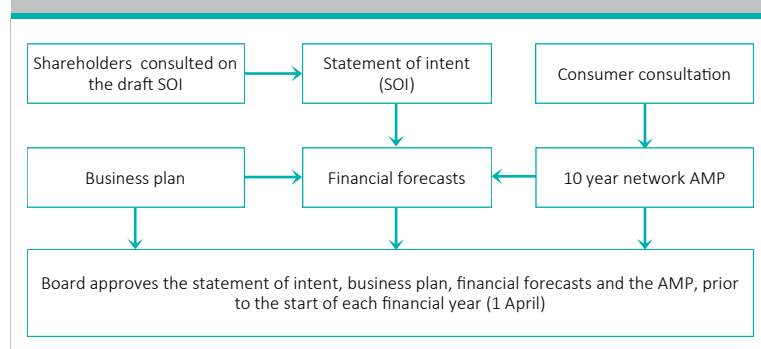 Shareholders consulted on
the draft SOI
Statement of intent
(SOI)
Consumer consultation
Business plan
Financial forecasts
10 year network AMP
Board approves the statement of intent, business plan, financial forecasts and the AMP, prior
to the start of each financial year (1 April)